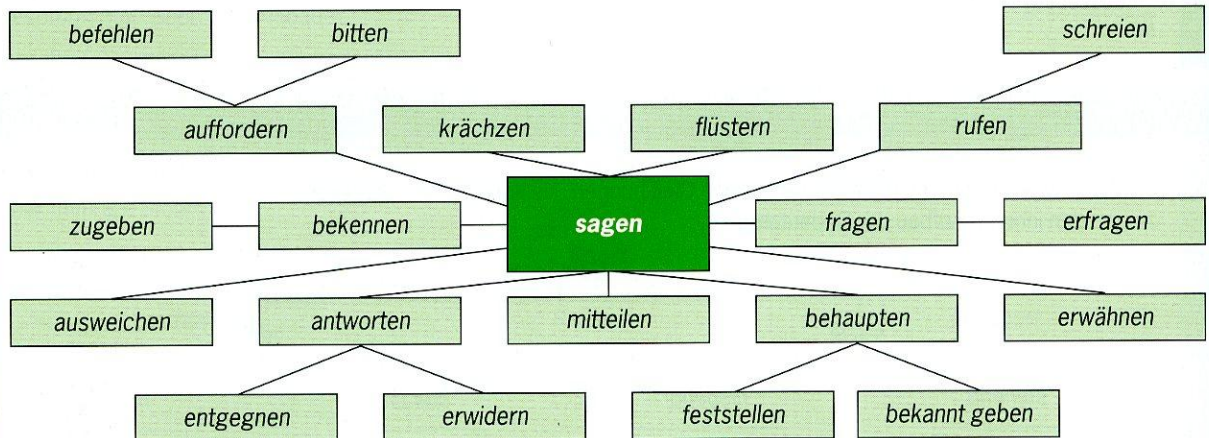 befehlen
bitten
schreien
auffordern
krächzen
flüstern
rufen
zugeben
bekennen
sagen
fragen
erfragen
ausweichen
antworten
mitteilen
behaupten
erwähnen
entgegnen
erwidern
feststellen
bekannt geben